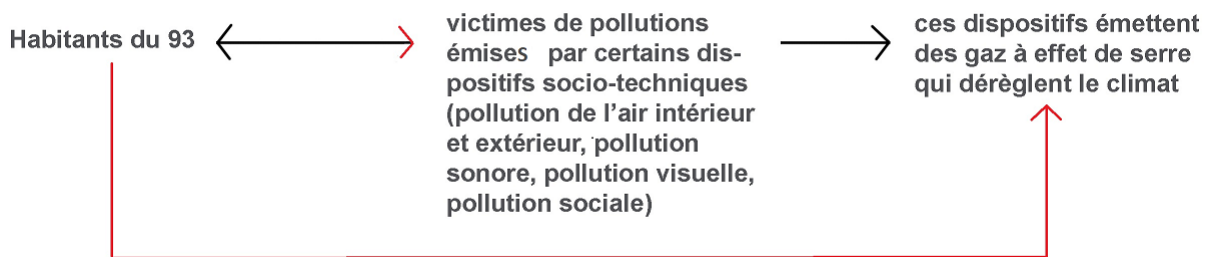 Habitants du 93
victimes de pollutions
émises par certains dis-
positifs socio-techniques
(pollution de l'air intérieur
et extérieur, pollution
sonore, pollution visuelle,
pollution sociale)
ces dispositifs émettent
des gaz à effet de serre
qui dérèglent le climat